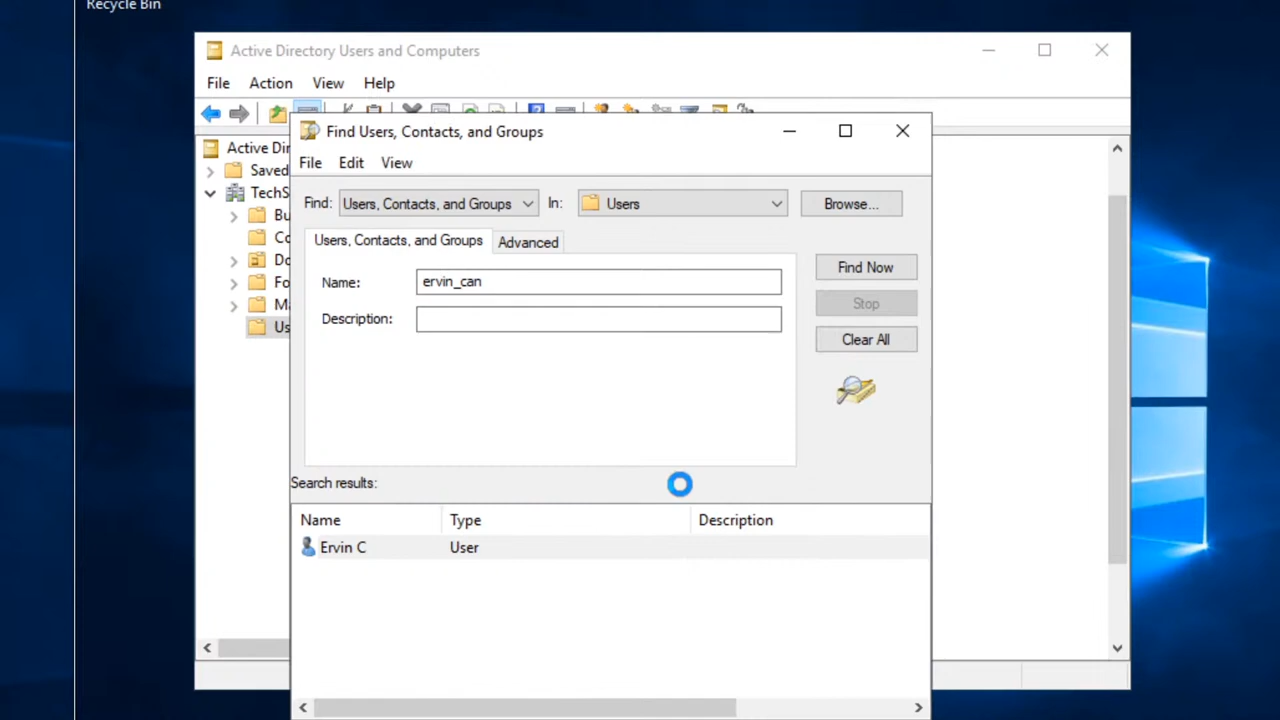 Recycle Bin
Active Directory Users and Computers
File Action View Help
Find Users, Contacts, and Groups
File Edit View
Active Dir
Saved
TechS
Bu
Co
Do
Fo
Ma
Us
Find: Users, Contacts, and Groups In: Users Browse...
Users, Contacts, and Groups Advanced
Name: ervin_can
Description:
Find Now
Stop
Clear All
Search results:
Name Type Description
Ervin C User